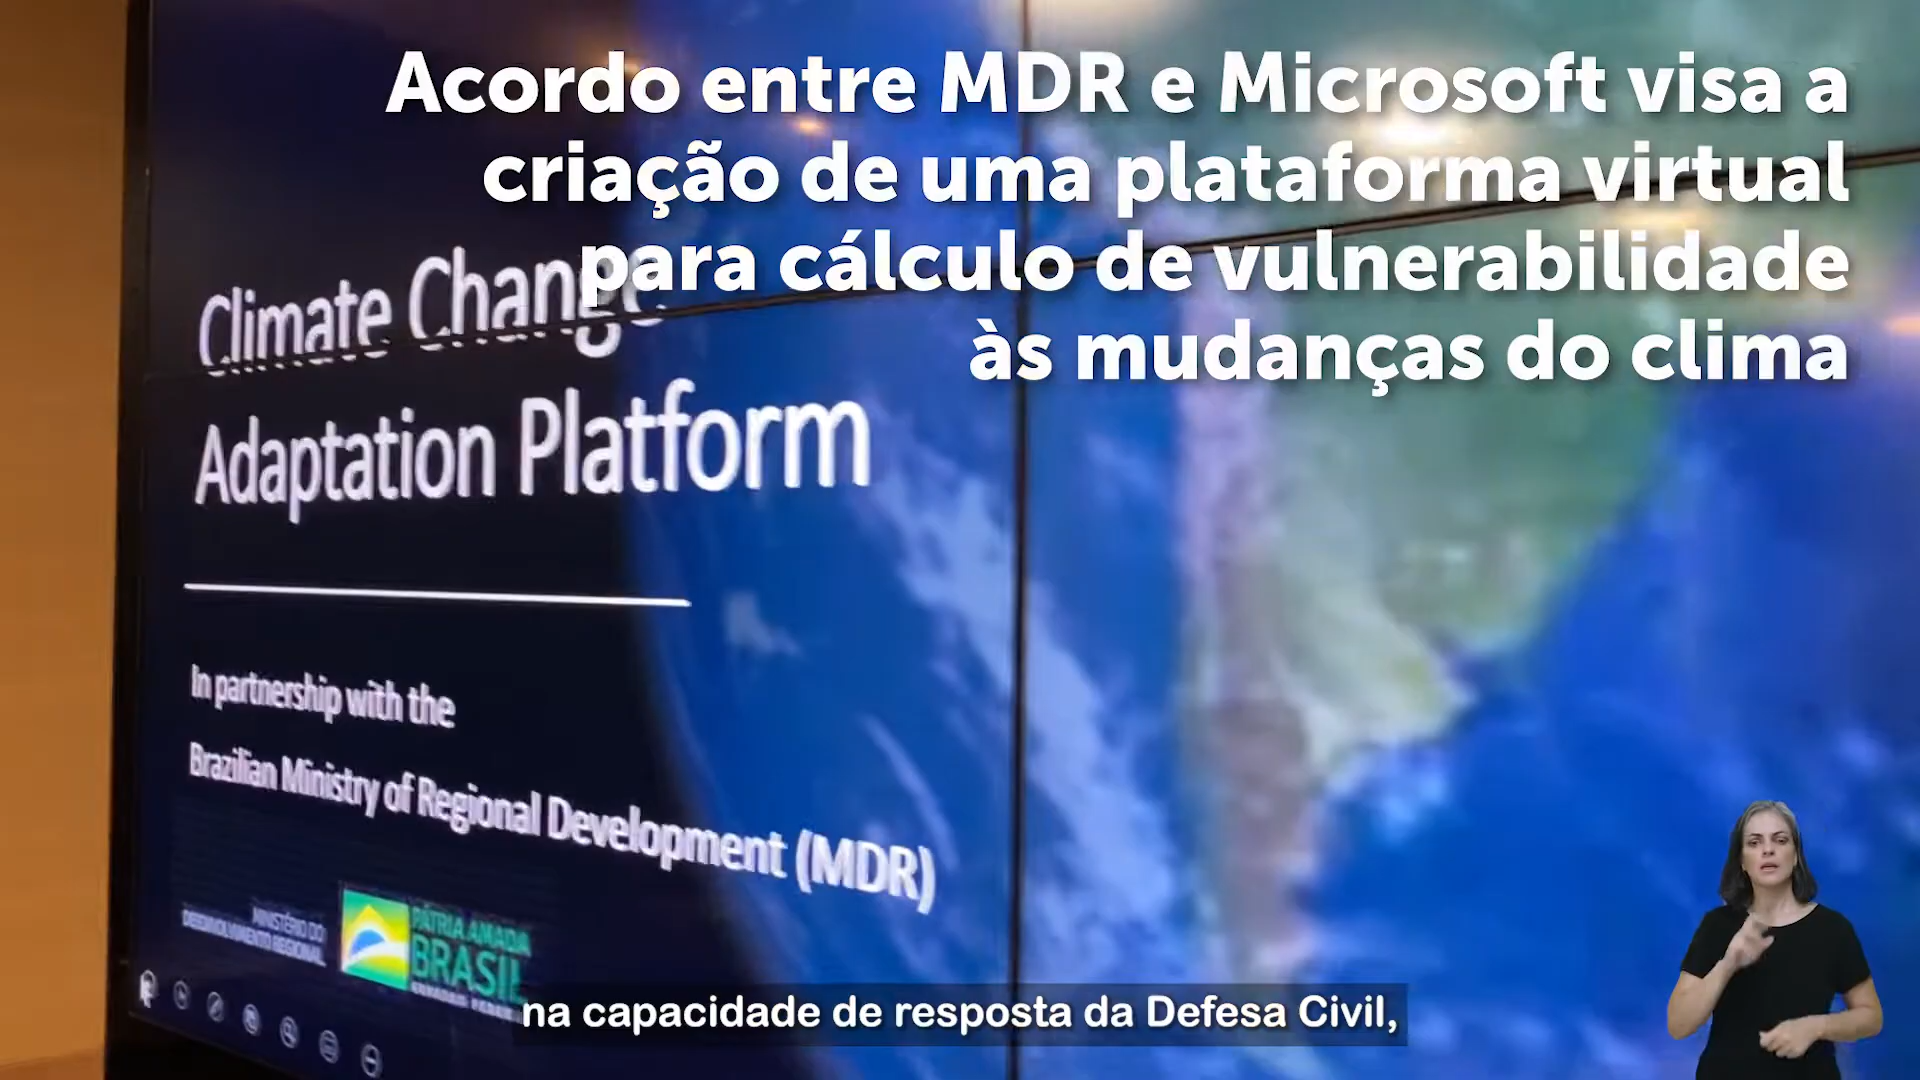 Acordo entre MDR e Microsoft visa a
criação de uma plataforma virtual
para cálculo de vulnerabilidade
às mudanças do clima
Climate Change
Adaptation Platform
In partnership with the
Brazilian Ministry of Regional Development (MDR)
MINISTÉRIO DO
DESENVOLVIMENTO REGIONAL
PÁTRIA AMADA
BRASIL
na capacidade de resposta da Defesa Civil,